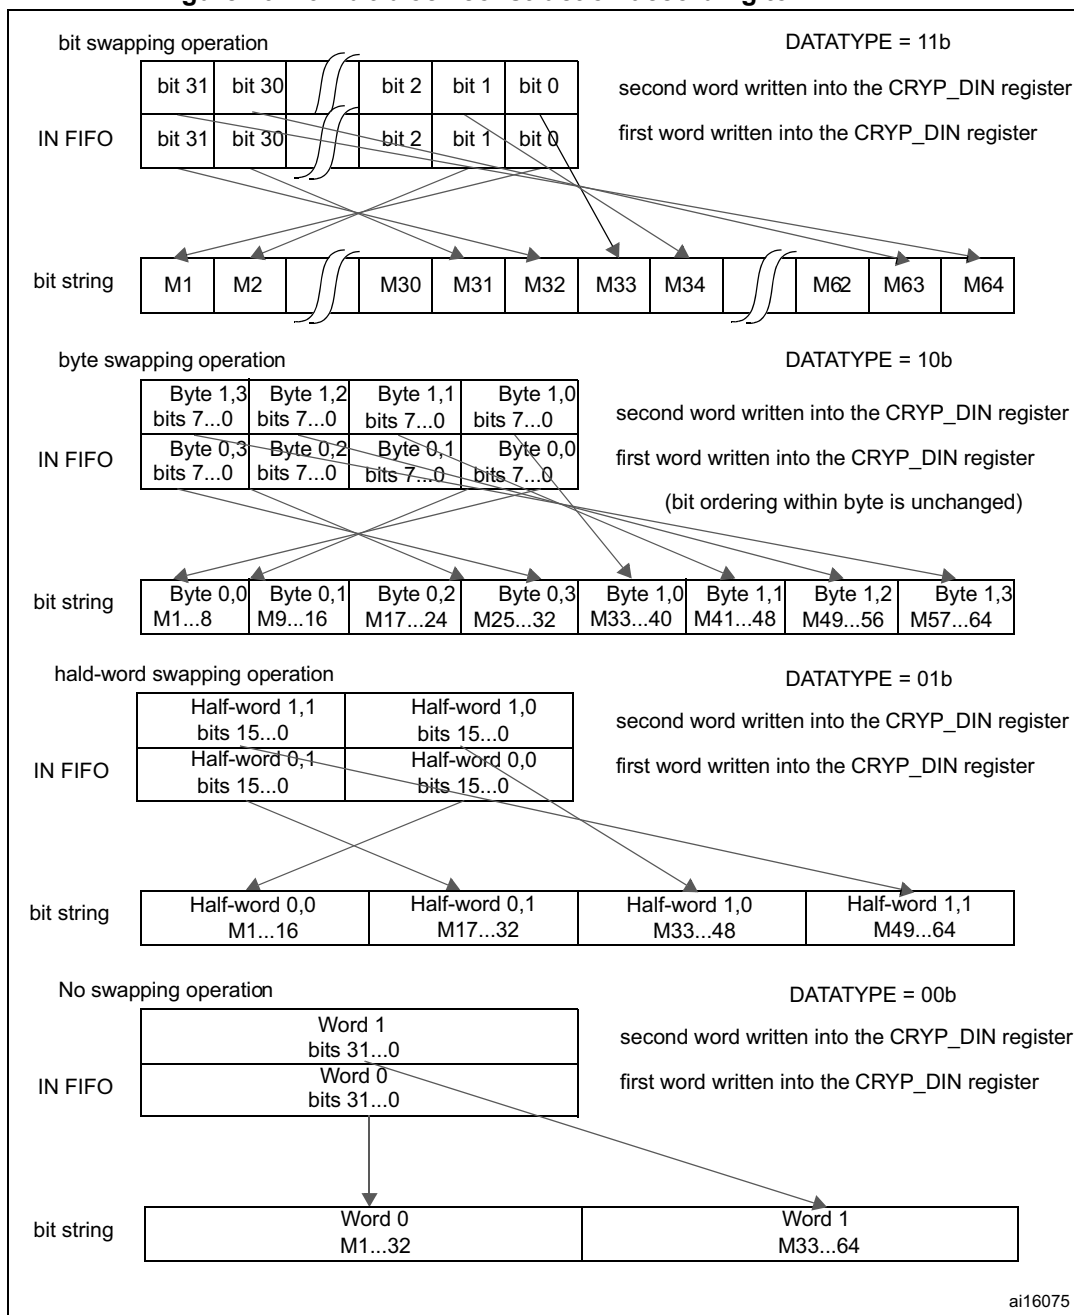 bit swapping operation DATATYPE = 11b
bit 31 bit 30 bit 2 bit 1 bit 0 second word written into the CRYP_DIN register
IN FIFO bit 31 bit 30 bit 2 bit 1 bit 0 first word written into the CRYP_DIN register
bit string M1 M2 M30 M31 M32 M33 M34 M62 M63 M64
byte swapping operation DATATYPE = 10b
Byte 1,3 Byte 1,2 Byte 1,1 Byte 1,0
bits 7...0 bits 7...0 bits 7...0 bits 7...0 second word written into the CRYP_DIN register
Byte 0,3 Byte 0,2 Byte 0,1 Byte 0,0
IN FIFO bits 7...0 bits 7...0 bits 7...0 bits 7...0 first word written into the CRYP_DIN register
(bit ordering within byte is unchanged)
Byte 0,0 Byte 0,1 Byte 0,2 Byte 0,3 Byte 1,0 Byte 1,1 Byte 1,2 Byte 1,3
bit string M1...8 M9...16 M17...24 M25...32 M33...40 M41...48 M49...56 M57...64
hald-word swapping operation DATATYPE = 01b
Half-word 1,1 Half-word 1,0
bits 15...0 bits 15...0 second word written into the CRYP_DIN register
Half-word 0,1 Half-word 0,0
IN FIFO bits 15...0 bits 15...0 first word written into the CRYP_DIN register
Half-word 0,0 Half-word 0,1 Half-word 1,0 Half-word 1,1
bit string M1...16 M17...32 M33...48 M49...64
No swapping operation DATATYPE = 00b
Word 1
bits 31...0 second word written into the CRYP_DIN register
Word 0
IN FIFO bits 31...0 first word written into the CRYP_DIN register
Word 0 Word 1
bit string M1...32 M33...64
ai16075